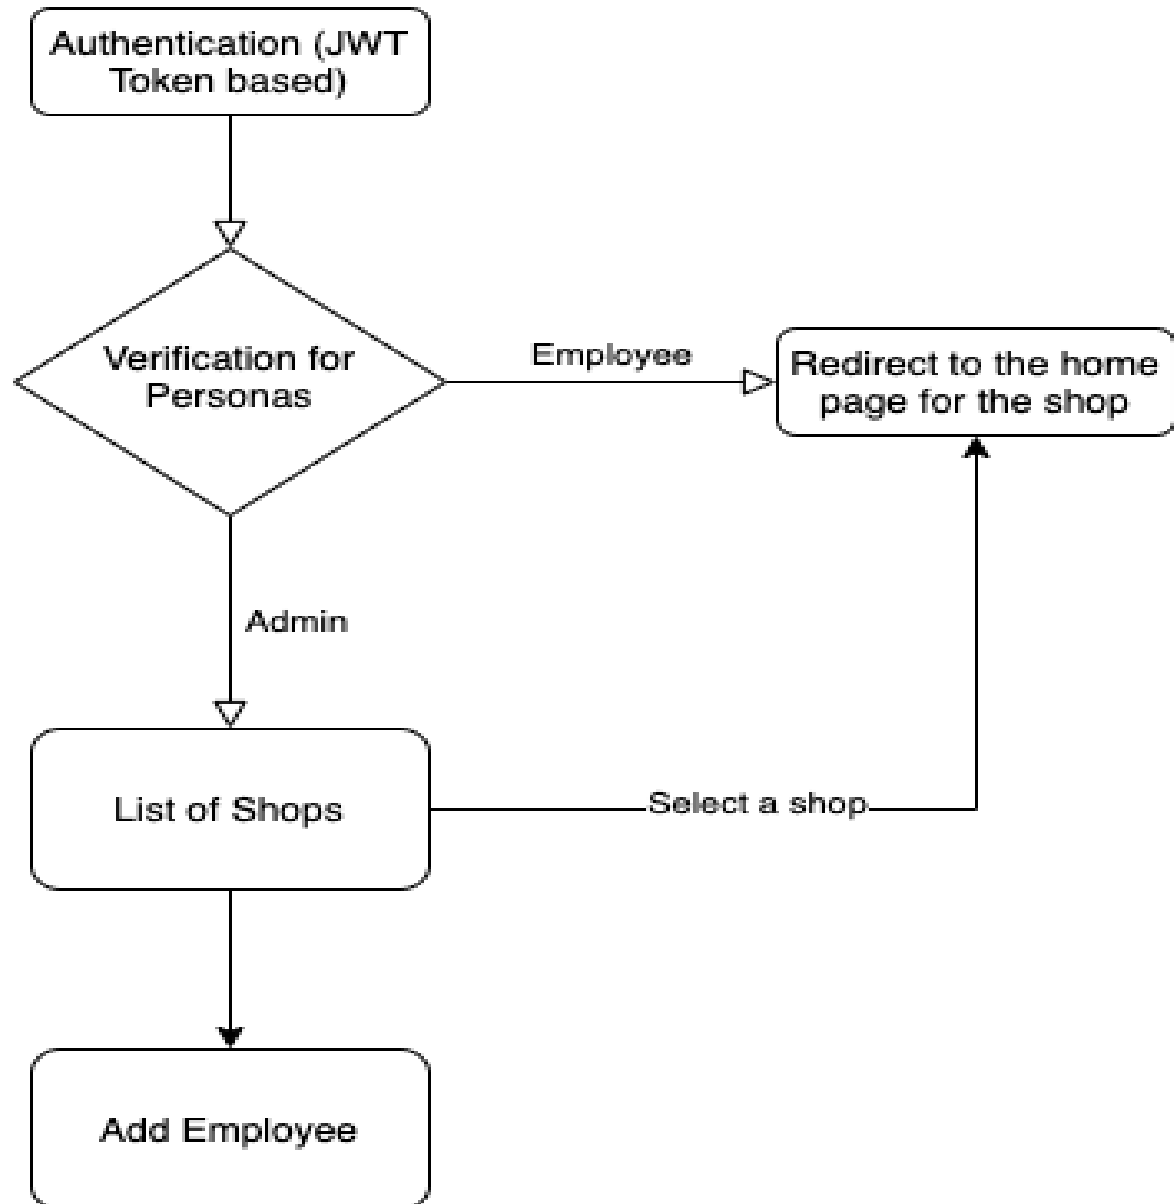 Authentication (JWT
Token based)
Verification for
Personas
Employee
Redirect to the home
page for the shop
Admin
List of Shops
Select a shop
Add Employee